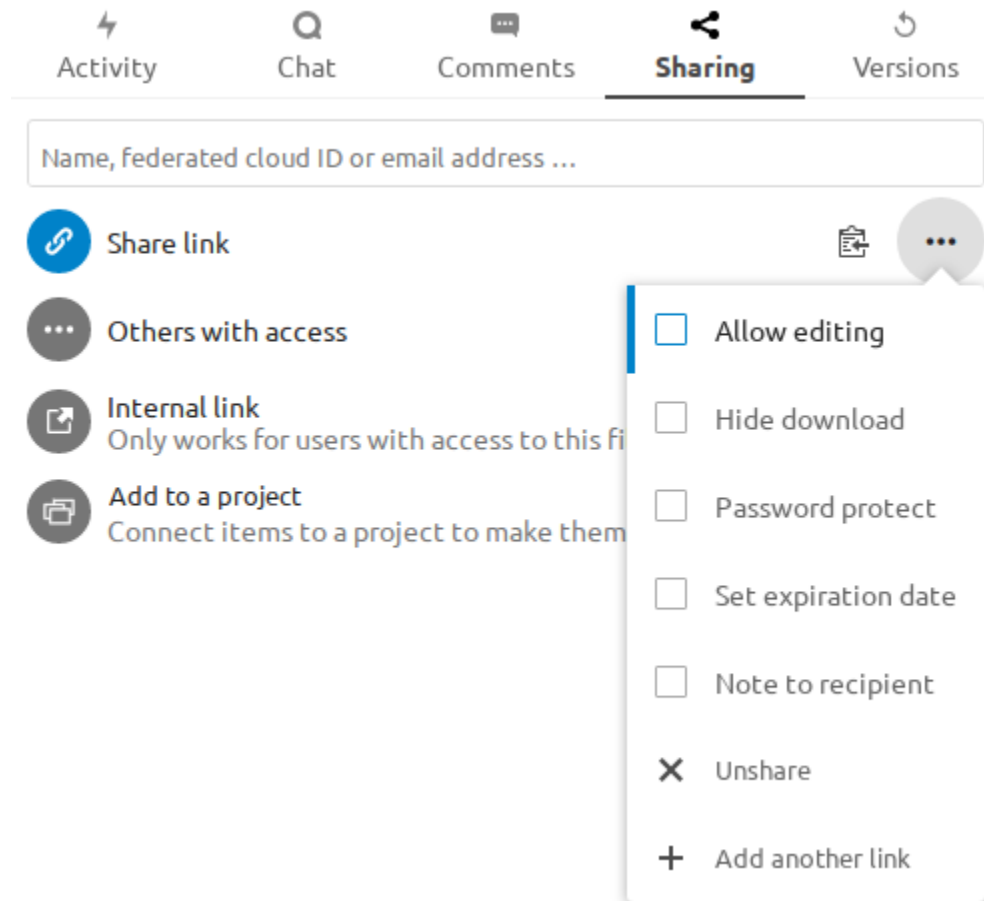 Activity
Chat
Comments
Sharing
Versions
Name, federated cloud ID or email address …
Share link
Others with access
Internal link
Only works for users with access to this fi
Add to a project
Connect items to a project to make them
Allow editing
Hide download
Password protect
Set expiration date
Note to recipient
Unshare
Add another link